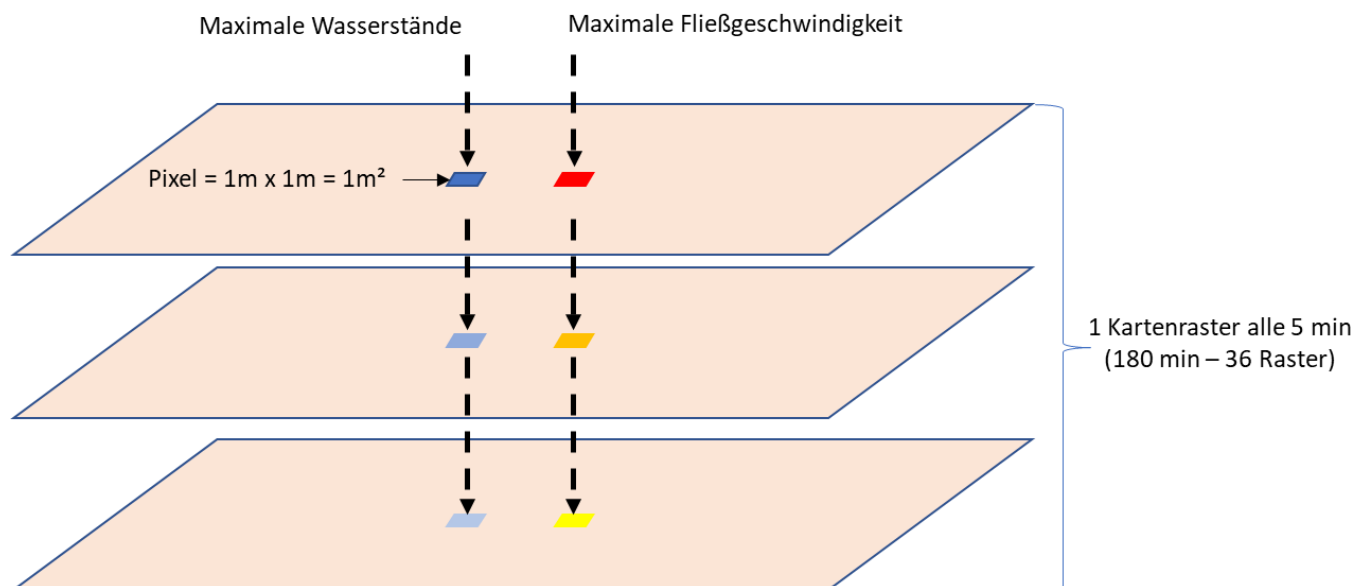 Maximale Wasserstände
Maximale Fließgeschwindigkeit
Pixel = 1m x 1m = 1m²
1 Kartenraster alle 5 min
(180 min – 36 Raster)